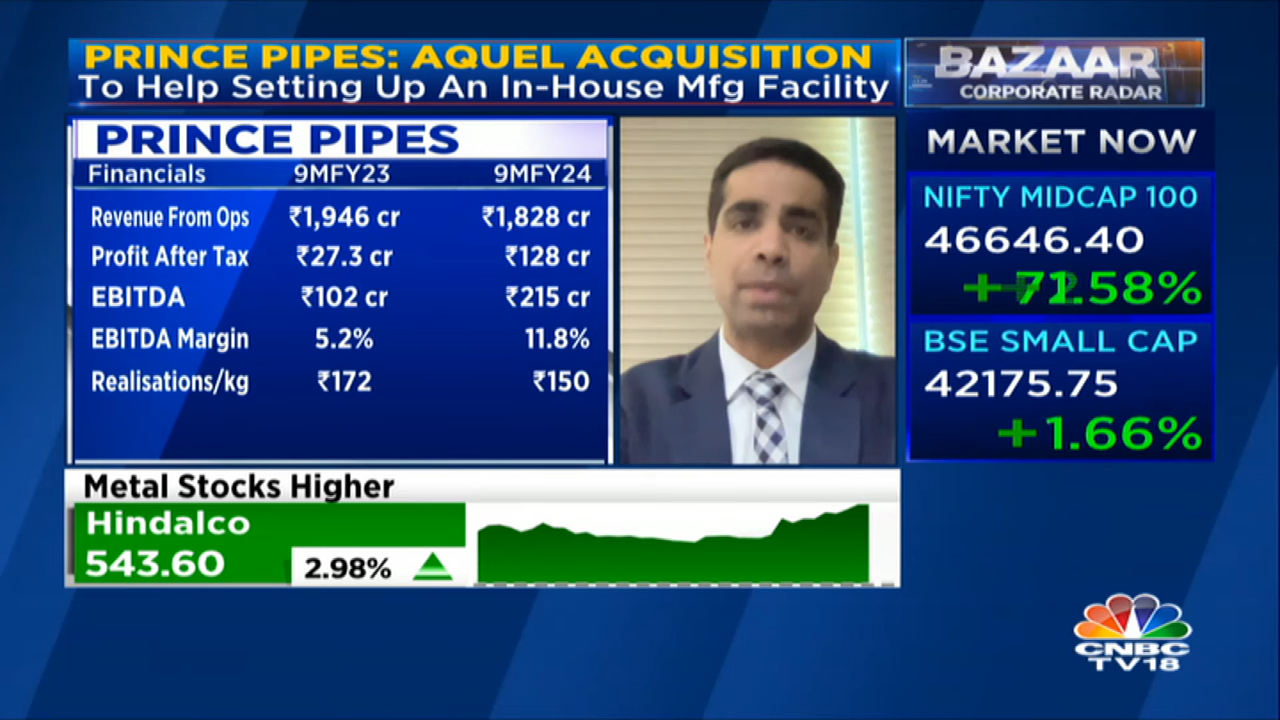 PRINCE PIPES: AQUEL ACQUISITION
To Help Setting Up An In-House Mfg Facility
BAZAAR
CORPORATE RADAR
PRINCE PIPES
Financials 9MFY23 9MFY24
Revenue From Ops ₹1,946 cr ₹1,828 cr
Profit After Tax ₹27.3 cr ₹128 cr
EBITDA ₹102 cr ₹215 cr
EBITDA Margin 5.2% 11.8%
Realisations/kg ₹172 ₹150
MARKET NOW
NIFTY MIDCAP 100
46646.40
BSE SMALL CAP
42175.75
+1.66%
Metal Stocks Higher
Hindalco
543.60
2.98%
CNBC
TV18